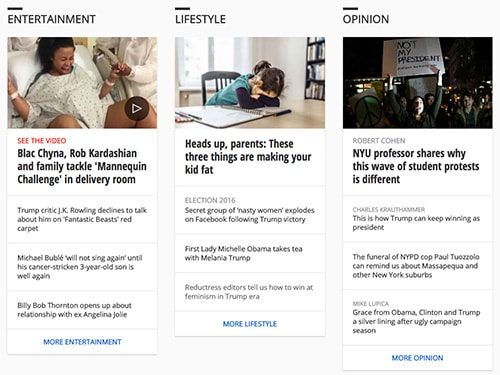 ENTERTAINMENT
SEE THE VIDEO
Blac Chyna, Rob Kardashian
and family tackle 'Mannequin
Challenge' in delivery room
Trump critic J.K. Rowling declines to talk
about him on 'Fantastic Beasts' red
carpet
Michael Bublé ‘will not sing again’ until
his cancer-stricken 3-year-old son is
well again
Billy Bob Thornton opens up about
relationship with ex Angelina Jolie
MORE ENTERTAINMENT
LIFESTYLE
Heads up, parents: These
three things are making your
kid fat
ELECTION 2016
Secret group of ‘nasty women’ explodes
on Facebook following Trump victory
First Lady Michelle Obama takes tea
with Melania Trump
Reductress editors tell us how to win at
feminism in Trump era
MORE LIFESTYLE
OPINION
NOT
MY
PRESIDENT
ROBERT COHEN
NYU professor shares why
this wave of student protests
is different
CHARLES KRAUTHAMMER
This is how Trump can keep winning as
president
The funeral of NYPD cop Paul Tuozzolo
can remind us about Massapequa and
other New York suburbs
MIKE LUPICA
Grace from Obama, Clinton and Trump
a silver lining after ugly campaign
season
MORE OPINION